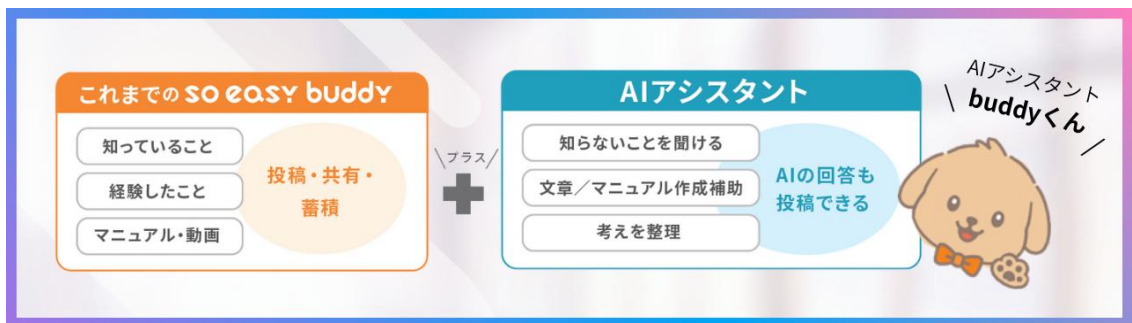 これまでの so easy buddy
知っていること
経験したこと
マニュアル・動画
投稿・共有・
蓄積
\プラス/
AIアシスタント
知らないことを聞ける
文章／マニュアル作成補助
考えを整理
AIの回答も
投稿できる
AIアシスタント
\ buddyくん /